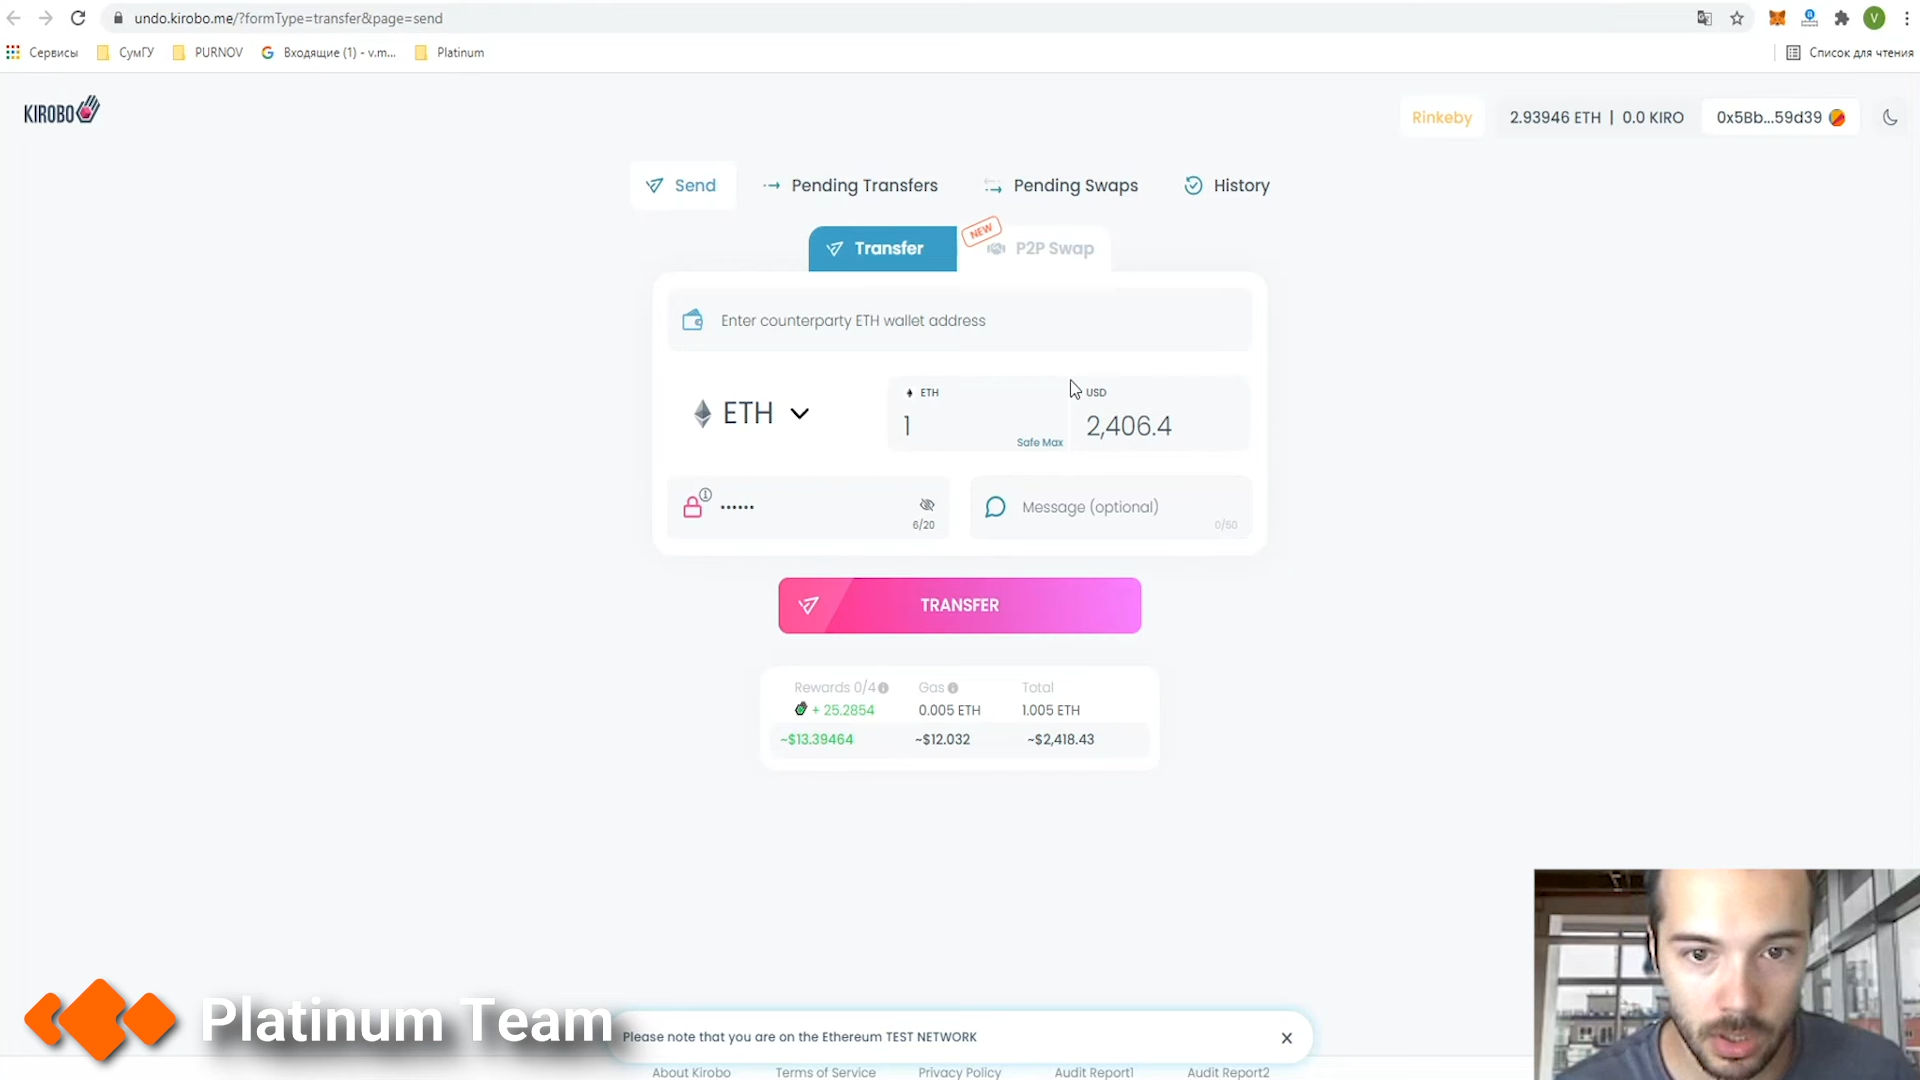 undo.kirobo.me/?formType=transfer&page=send
Сервисы
СумГУ
PURNOV
Входящие (1) - v.m...
Platinum
Список для чтения
V
KIROBO
Rinkeby
2.93946 ETH | 0.0 KIRO
0x5Bb...59d39
Send
Pending Transfers
Pending Swaps
History
Transfer
NEW
P2P Swap
Enter counterparty ETH wallet address
ETH
ETH
1
Safe Max
USD
2,406.4
••••••
6/20
Message (optional)
0/50
TRANSFER
Rewards 0/4
Gas
Total
+ 25.2854
0.005 ETH
1.005 ETH
~$13.39464
~$12.032
~$2,418.43
Platinum Team
Please note that you are on the Ethereum TEST NETWORK
About Kirobo
Terms of Service
Privacy Policy
Audit Report1
Audit Report2